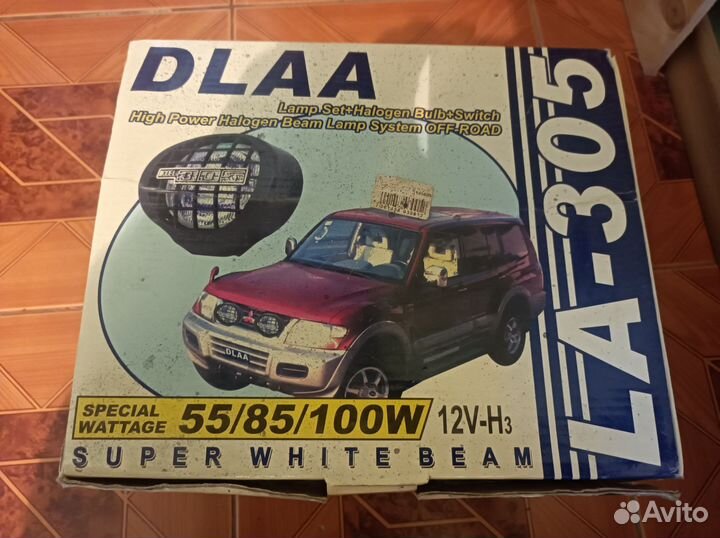 DLAA
Lamp Set+Halogen Bulb+Switch
High Power Halogen Beam Lamp System OFF-ROAD
LA-305
DLAA
SPECIAL
WATTAGE
55/85/100W
12V-H3
SUPER WHITE BEAM
Avito